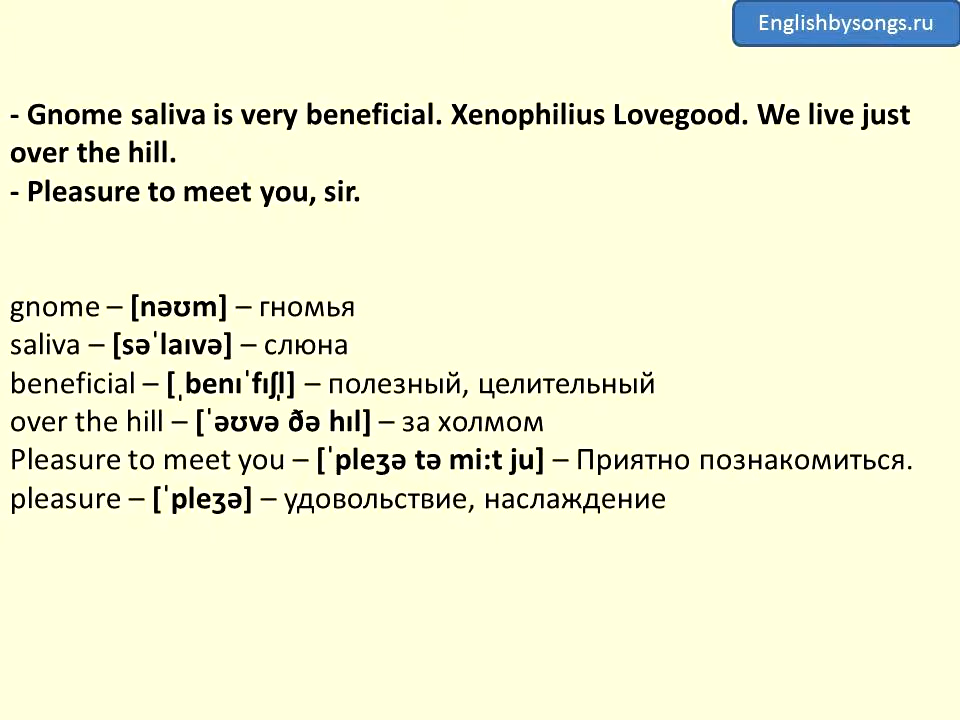 Englishbysongs.ru
- Gnome saliva is very beneficial. Xenophilius Lovegood. We live just
over the hill.
- Pleasure to meet you, sir.
gnome – [nəʊm] – гномья
saliva – [səˈlaɪvə] – слюна
beneficial – [ˌbenɪˈfɪʃl̩] – полезный, целительный
over the hill – [ˈəʊvə ðə hɪl] – за холмом
Pleasure to meet you – [ˈpleʒə tə mi:t ju] – Приятно познакомиться.
pleasure – [ˈpleʒə] – удовольствие, наслаждение